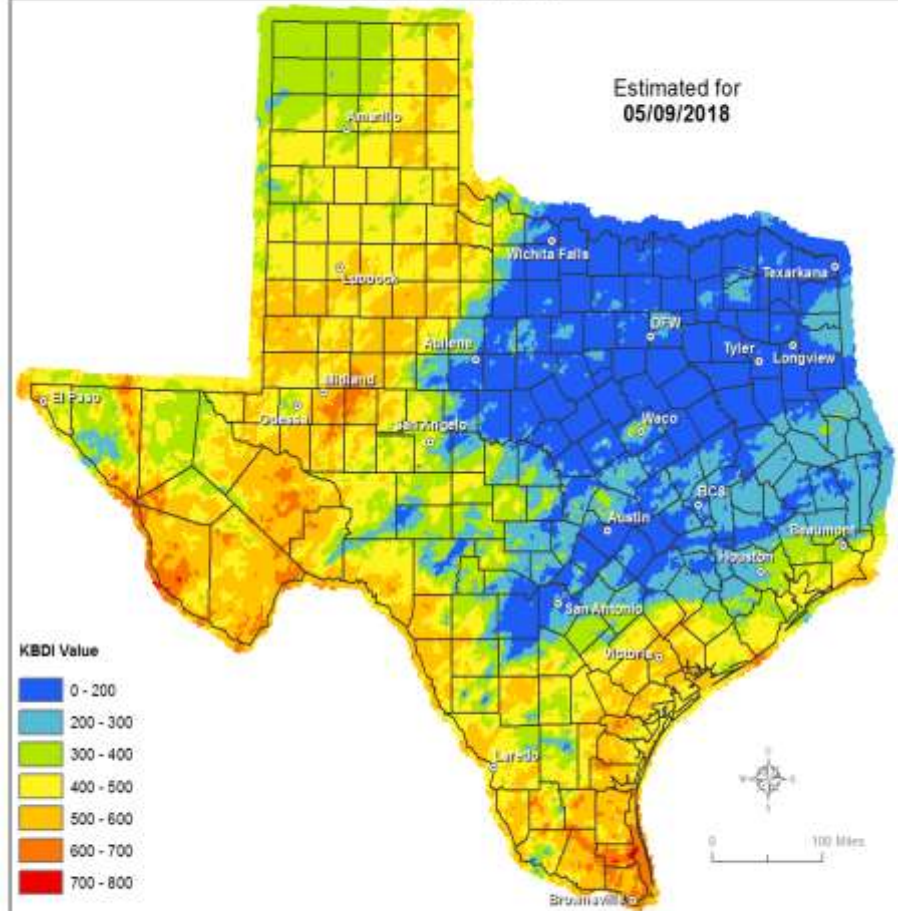 Estimated for
05/09/2018
Amarillo
Wichita Falls
Texarkana
Lubbock
DFW
Abilene
Tyler
Longview
Midland
El Paso
Odessa
San Angelo
Waco
BCS
Austin
Beaumont
Houston
San Antonio
Victoria
Laredo
Brownsville
KBDI Value
0 - 200
200 - 300
300 - 400
400 - 500
500 - 600
600 - 700
700 - 800
0 100 Miles